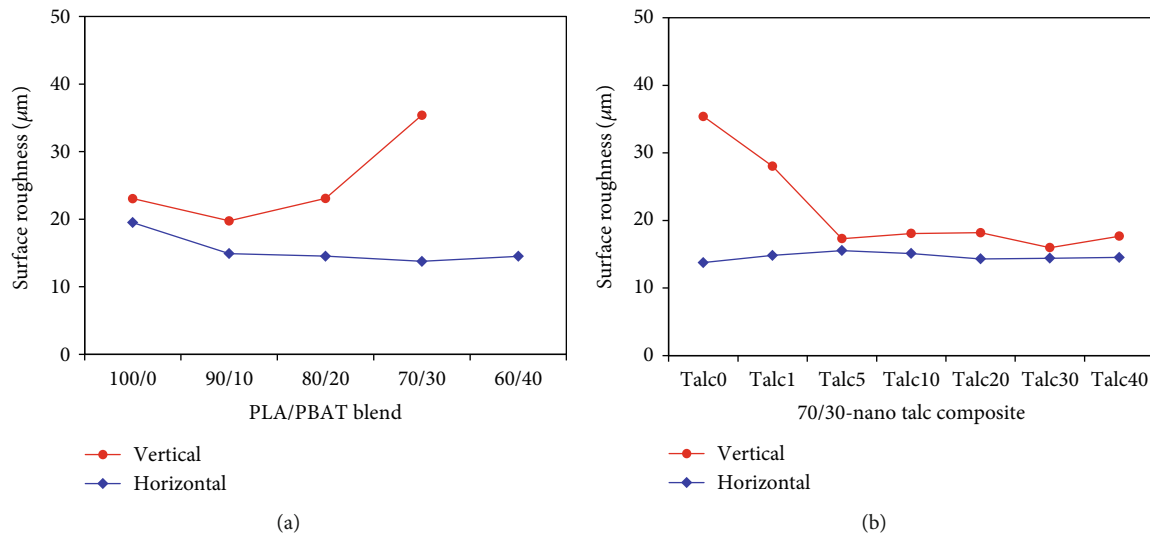 50
40
30
20
10
0
Surface roughness (μm)
100/0 90/10 80/20 70/30 60/40
PLA/PBAT blend
Vertical
Horizontal
(a)
50
40
30
20
10
0
Surface roughness (μm)
Talc0 Talc1 Talc5 Talc10 Talc20 Talc30 Talc40
70/30-nano talc composite
Vertical
Horizontal
(b)